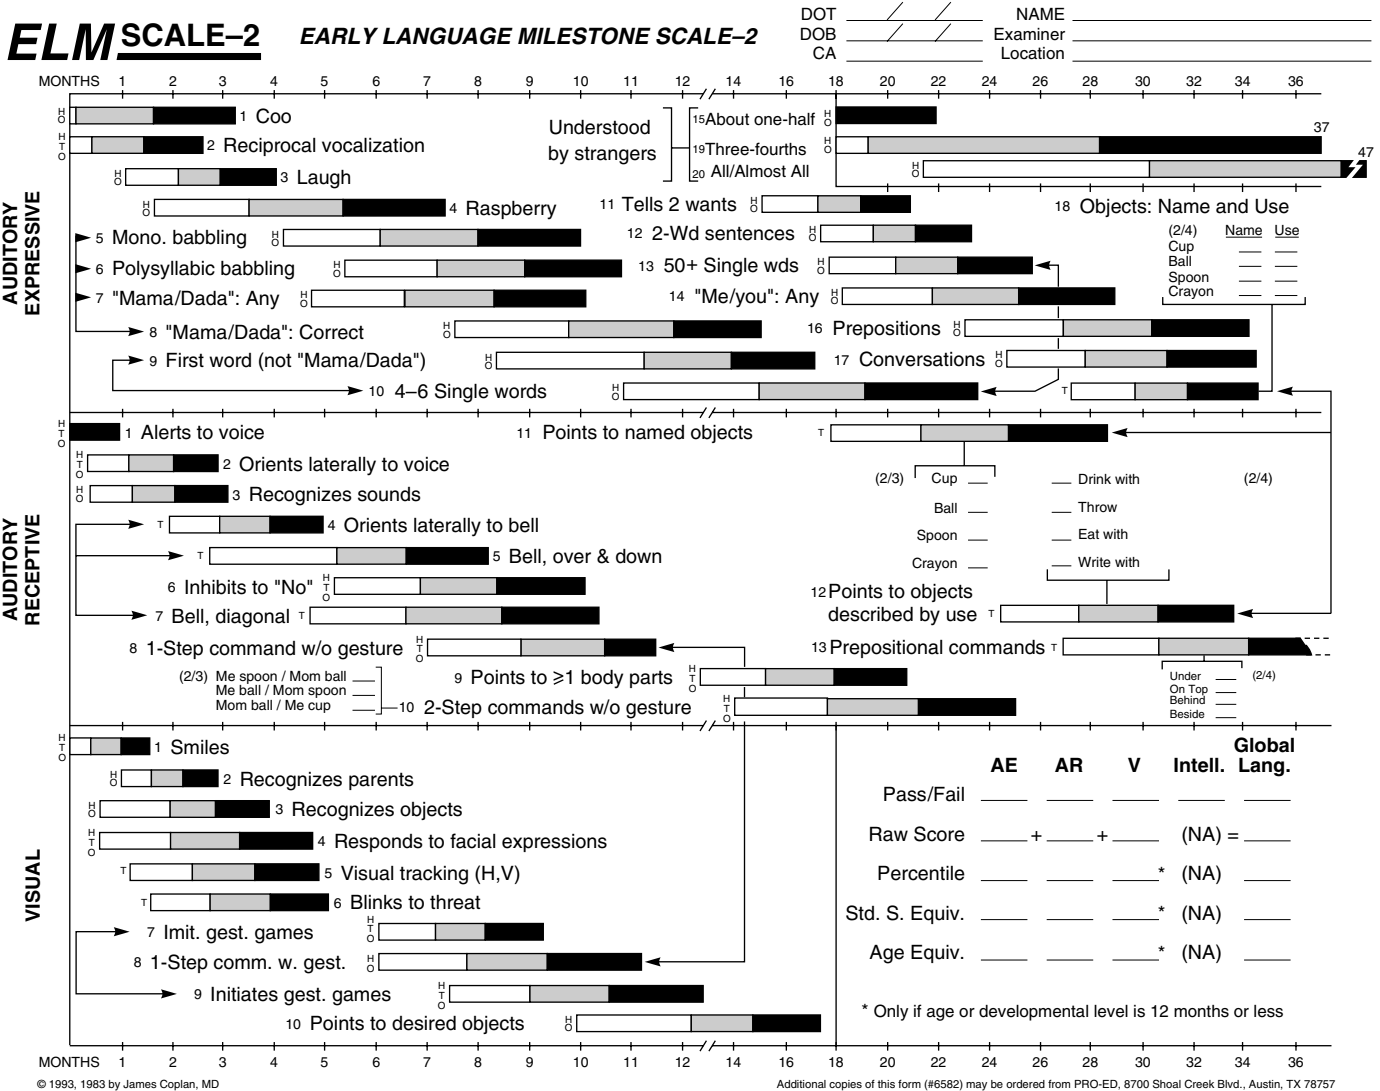 ELM SCALE–2 EARLY LANGUAGE MILESTONE SCALE–2
DOT / / NAME
DOB / / Examiner
CA Location
MONTHS 1 2 3 4 5 6 7 8 9 10 11 12 14 16 18 20 22 24 26 28 30 32 34 36
AUDITORY EXPRESSIVE
H O 1 Coo
H T O 2 Reciprocal vocalization
H O 3 Laugh
H O 4 Raspberry
5 Mono. babbling H O
6 Polysyllabic babbling H O
7 "Mama/Dada": Any H O
8 "Mama/Dada": Correct H O
9 First word (not "Mama/Dada") H O
10 4–6 Single words H O
Understood by strangers
15 About one-half H O
19 Three-fourths H O 37
20 All/Almost All H O 47
11 Tells 2 wants H O
12 2-Wd sentences H O
13 50+ Single wds H O
14 "Me/you": Any H O
16 Prepositions H O
17 Conversations H O
18 Objects: Name and Use
(2/4) Name Use
Cup
Ball
Spoon
Crayon
T
AUDITORY RECEPTIVE
H T O 1 Alerts to voice
H T O 2 Orients laterally to voice
H O 3 Recognizes sounds
T 4 Orients laterally to bell
T 5 Bell, over & down
6 Inhibits to "No" H T O
7 Bell, diagonal T
8 1-Step command w/o gesture H T O
9 Points to ≥1 body parts H T O
(2/3) Me spoon / Mom ball
Me ball / Mom spoon
Mom ball / Me cup
10 2-Step commands w/o gesture H T O
11 Points to named objects T
(2/3) Cup Drink with (2/4)
Ball Throw
Spoon Eat with
Crayon Write with
12 Points to objects
described by use T
13 Prepositional commands T
Under (2/4)
On Top
Behind
Beside
VISUAL
H T O 1 Smiles
H O 2 Recognizes parents
H O 3 Recognizes objects
H T O 4 Responds to facial expressions
T 5 Visual tracking (H,V)
T 6 Blinks to threat
7 Imit. gest. games H T O
8 1-Step comm. w. gest. H O
9 Initiates gest. games H T O
10 Points to desired objects H O
AE AR V Intell. Global Lang.
Pass/Fail
Raw Score + + (NA) =
Percentile * (NA)
Std. S. Equiv. * (NA)
Age Equiv. * (NA)
* Only if age or developmental level is 12 months or less
MONTHS 1 2 3 4 5 6 7 8 9 10 11 12 14 16 18 20 22 24 26 28 30 32 34 36
© 1993, 1983 by James Coplan, MD
Additional copies of this form (#6582) may be ordered from PRO-ED, 8700 Shoal Creek Blvd., Austin, TX 78757